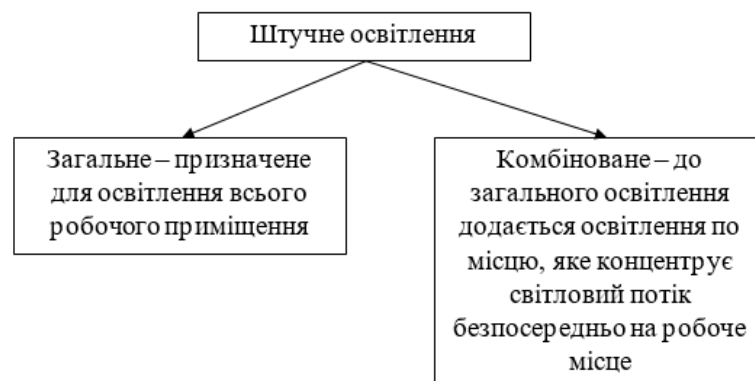 Штучне освітлення
Загальне – призначене
для освітлення всього
робочого приміщення
Комбіноване – до
загального освітлення
додається освітлення по
місцю, яке концентрує
світловий потік
безпосередньо на робоче
місце